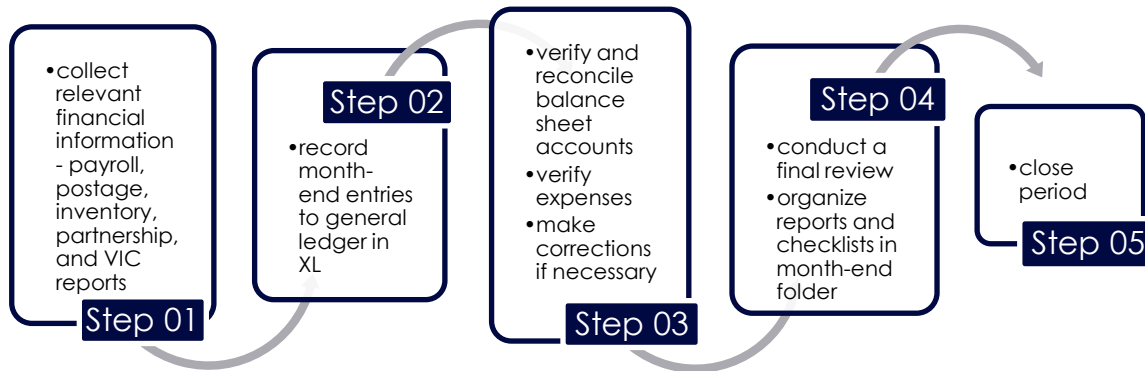 •collect
relevant
financial
information
- payroll,
postage,
inventory,
partnership,
and VIC
reports
Step 01
Step 02
•record
month-
end entries
to general
ledger in
XL
•verify and
reconcile
balance
sheet
accounts
•verify
expenses
•make
corrections
if necessary
Step 03
Step 04
•conduct a
final review
•organize
reports and
checklists in
month-end
folder
•close
period
Step 05